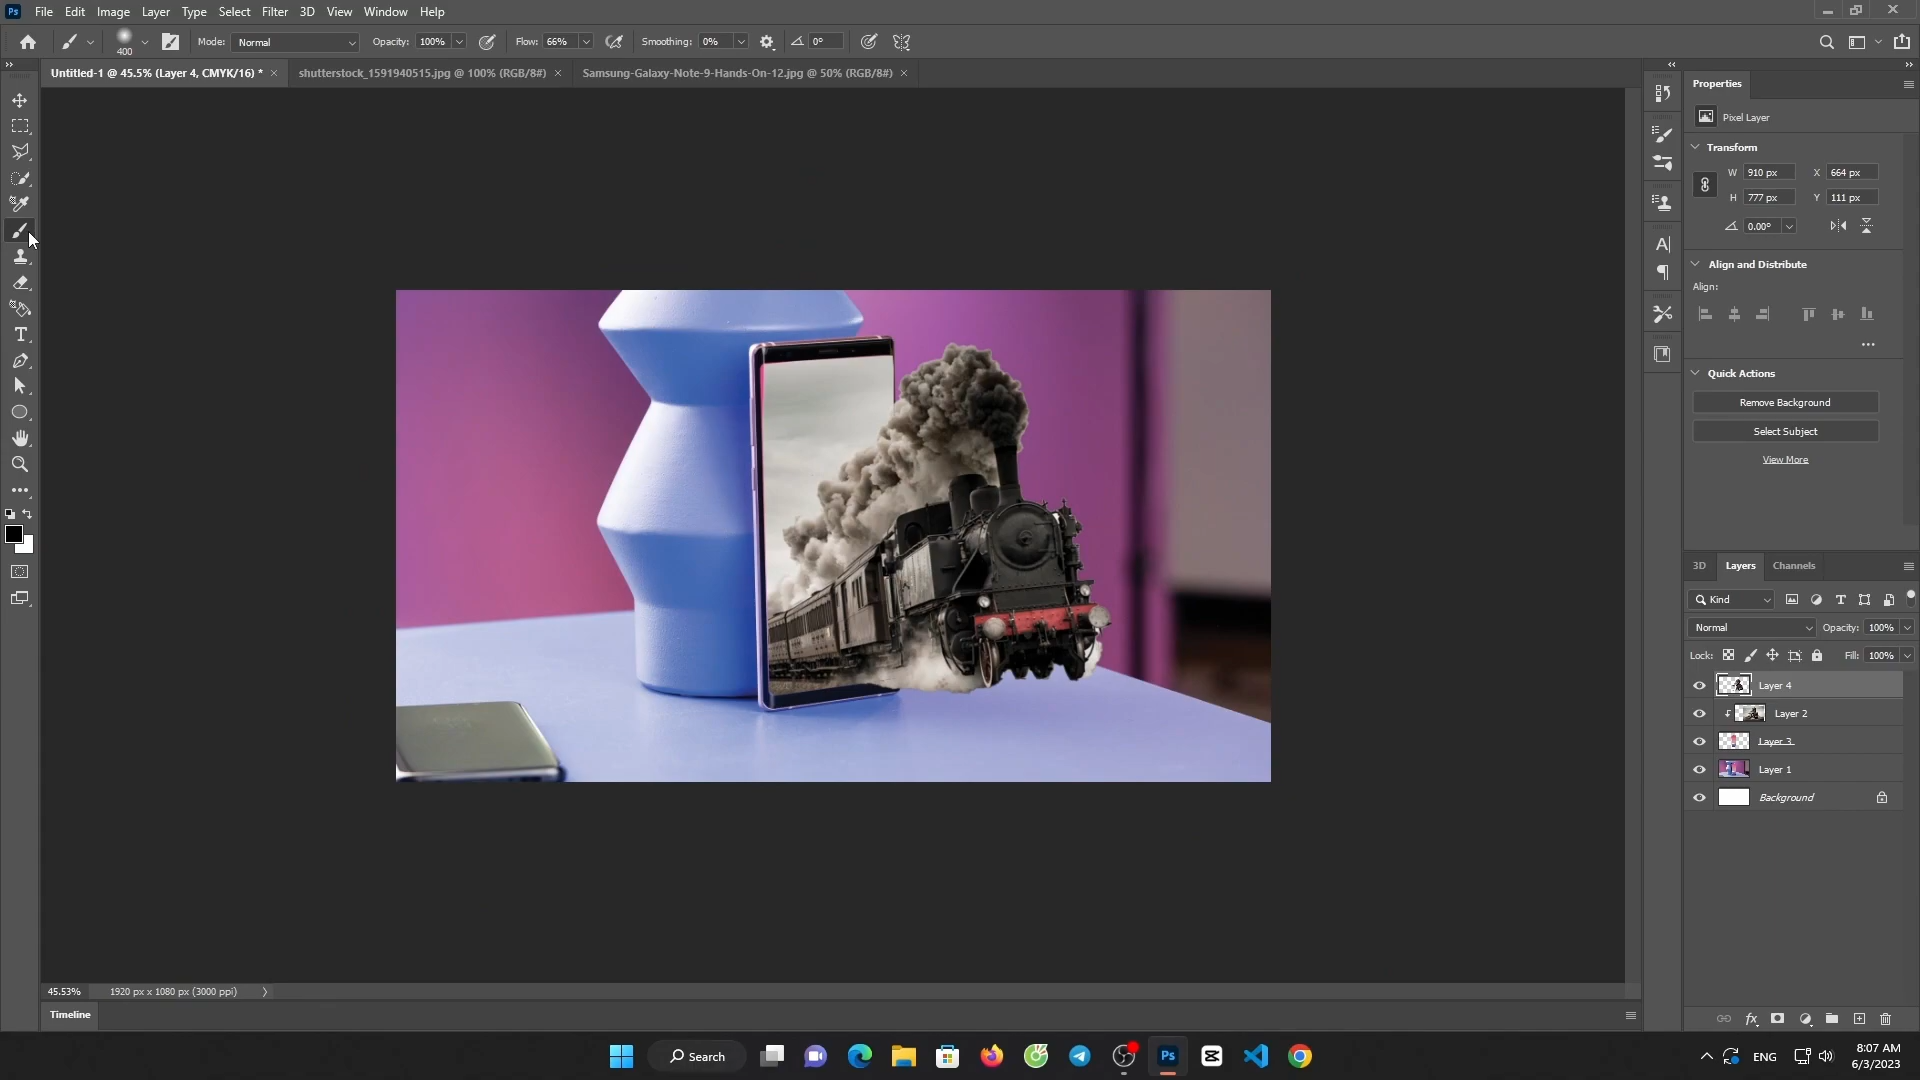 Ps File Edit Image Layer Type Select Filter 3D View Window Help
400 Mode: Normal Opacity: 100% Flow: 66% Smoothing: 0% 0°
Untitled-1 @ 45.5% (Layer 4, CMYK/16) * × shutterstock_1591940515.jpg @ 100% (RGB/8#) × Samsung-Galaxy-Note-9-Hands-On-12.jpg @ 50% (RGB/8#) ×
Properties
Pixel Layer
Transform
W 910 px X 664 px
H 777 px Y 111 px
0.00°
Align and Distribute
Align:
Quick Actions
Remove Background
Select Subject
View More
3D Layers Channels
Kind
Normal Opacity: 100%
Lock: Fill: 100%
Layer 4
Layer 2
Layer 3
Layer 1
Background
fx
45.53% 1920 px x 1080 px (3000 ppi)
Timeline
Search
Ps
ENG
8:07 AM
6/3/2023